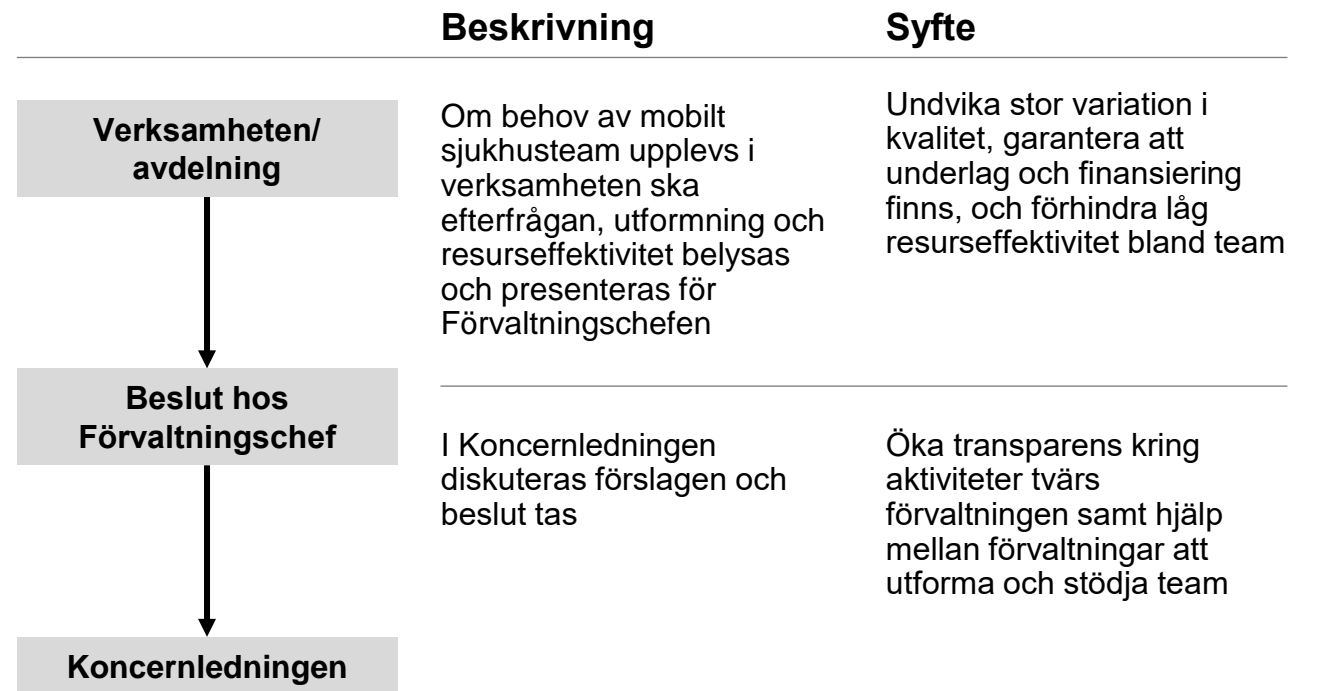 Beskrivning
Syfte
Verksamheten/
avdelning
Om behov av mobilt
sjukhusteam upplevs i
verksamheten ska
efterfrågan, utformning och
resurseffektivitet belysas
och presenteras för
Förvaltningschefen
Undvika stor variation i
kvalitet, garantera att
underlag och finansiering
finns, och förhindra låg
resurseffektivitet bland team
Beslut hos
Förvaltningschef
I Koncernledningen
diskuteras förslagen och
beslut tas
Öka transparens kring
aktiviteter tvärs
förvaltningen samt hjälp
mellan förvaltningar att
utforma och stödja team
Koncernledningen